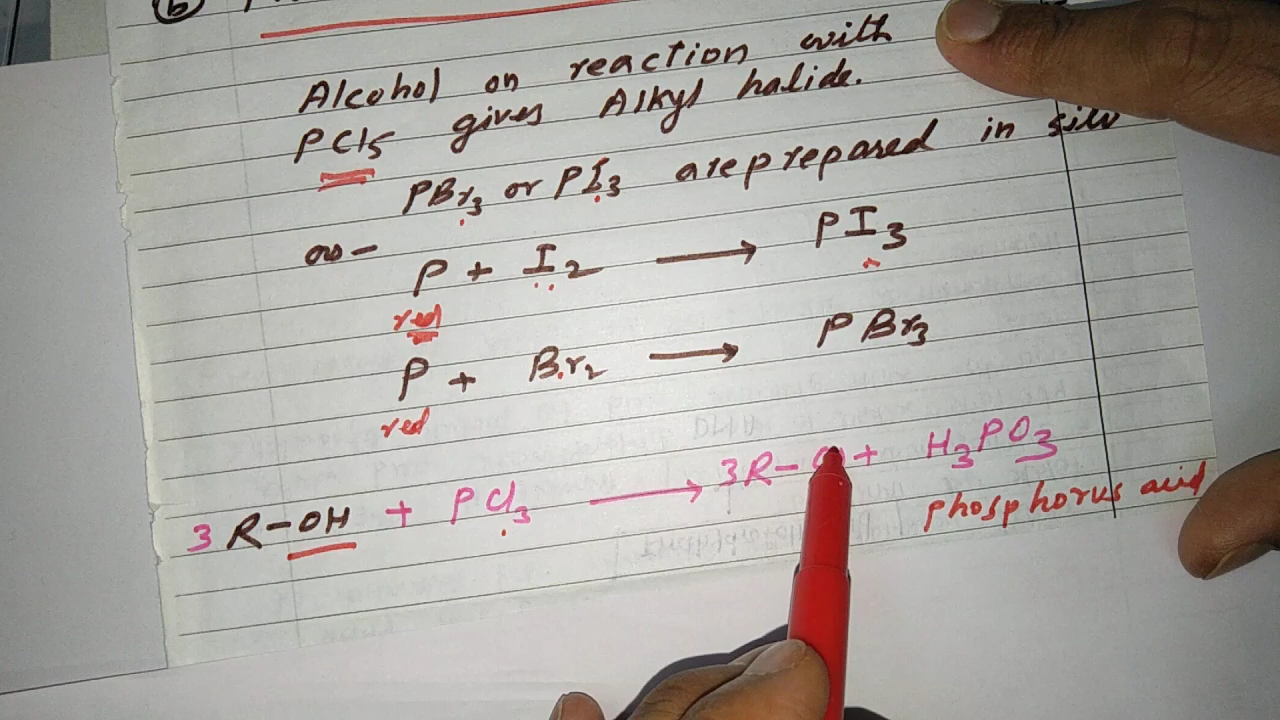 Alcohol on reaction with
PCl5 gives Alkyl halide.
PBr3 or PI3 are prepared in situ
as -
P + I2 → PI3
red
P + Br2 → PBr3
red
3 R-OH + PCl3 → 3R- + H3PO3
phosphorus acid